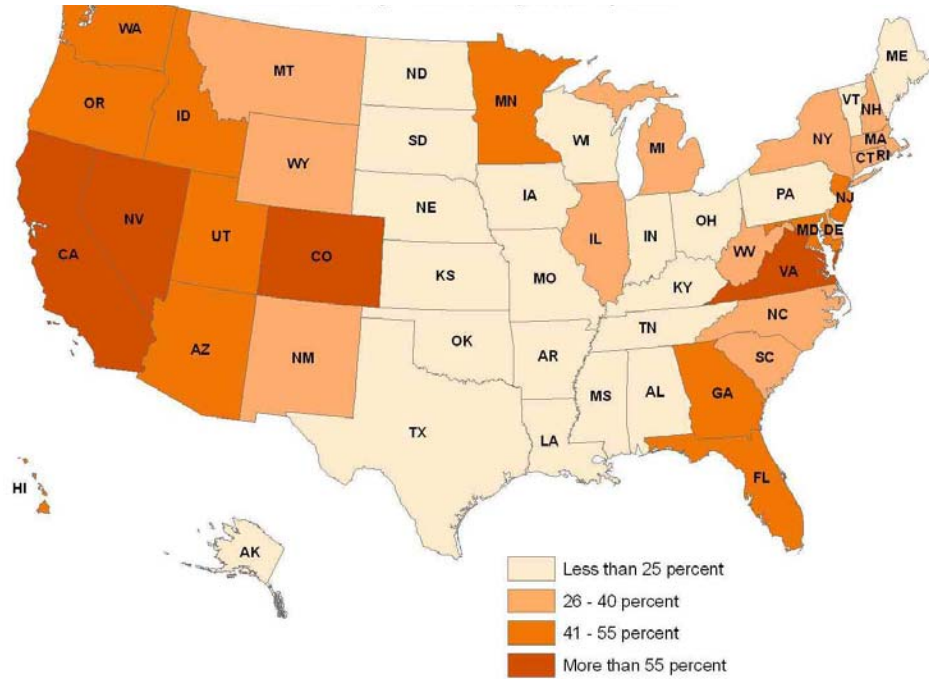 WA
ME
ND
MT
VT
MN
NH
OR
ID
NY
MA
SD
WI
CT RI
MI
WY
IA
PA
NJ
NE
OH
NV
MD DE
IN
IL
UT
WV
CO
CA
VA
KS
MO
KY
NC
TN
OK
AZ
AR
NM
SC
MS
AL
GA
TX
LA
FL
HI
AK
Less than 25 percent
26 - 40 percent
41 - 55 percent
More than 55 percent